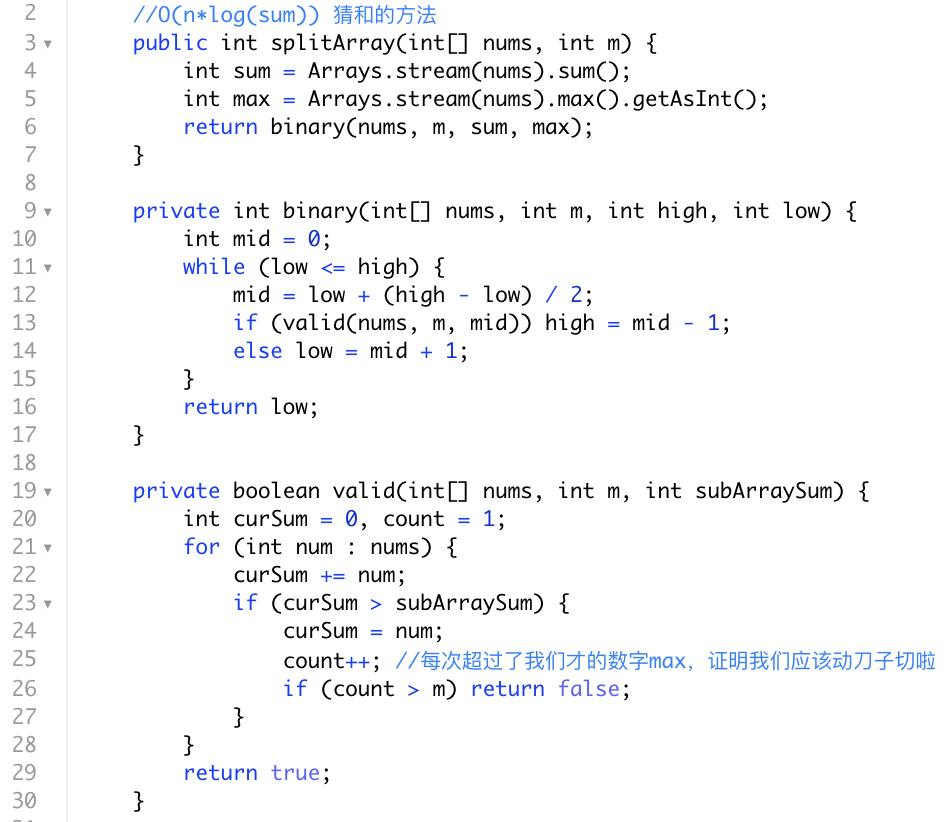 2 //O(n*log(sum)) 猜和的方法
3 public int splitArray(int[] nums, int m) {
4 int sum = Arrays.stream(nums).sum();
5 int max = Arrays.stream(nums).max().getAsInt();
6 return binary(nums, m, sum, max);
7 }
8
9 private int binary(int[] nums, int m, int high, int low) {
10 int mid = 0;
11 while (low <= high) {
12 mid = low + (high - low) / 2;
13 if (valid(nums, m, mid)) high = mid - 1;
14 else low = mid + 1;
15 }
16 return low;
17 }
18
19 private boolean valid(int[] nums, int m, int subArraySum) {
20 int curSum = 0, count = 1;
21 for (int num : nums) {
22 curSum += num;
23 if (curSum > subArraySum) {
24 curSum = num;
25 count++; //每次超过了我们才的数字max，证明我们应该动刀子切啦
26 if (count > m) return false;
27 }
28 }
29 return true;
30 }